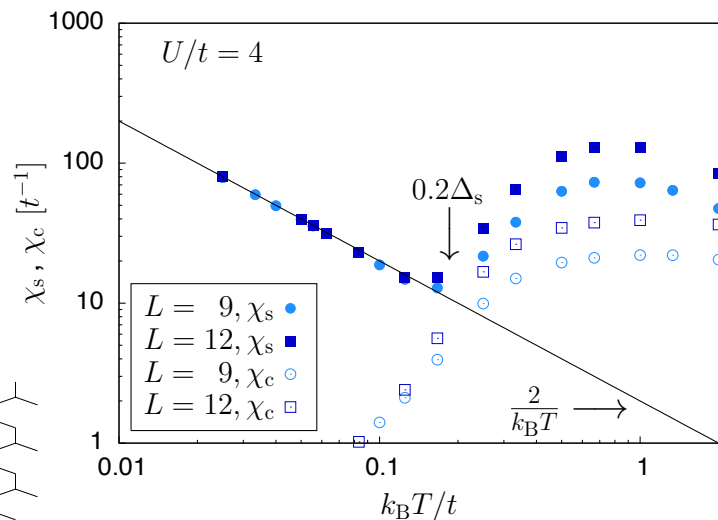 1000
100
10
1
χs , χc [t⁻¹]
U/t = 4
0.2Δs
L = 9, χs
L = 12, χs
L = 9, χc
L = 12, χc
2/kBT
0.01
0.1
1
kBT/t